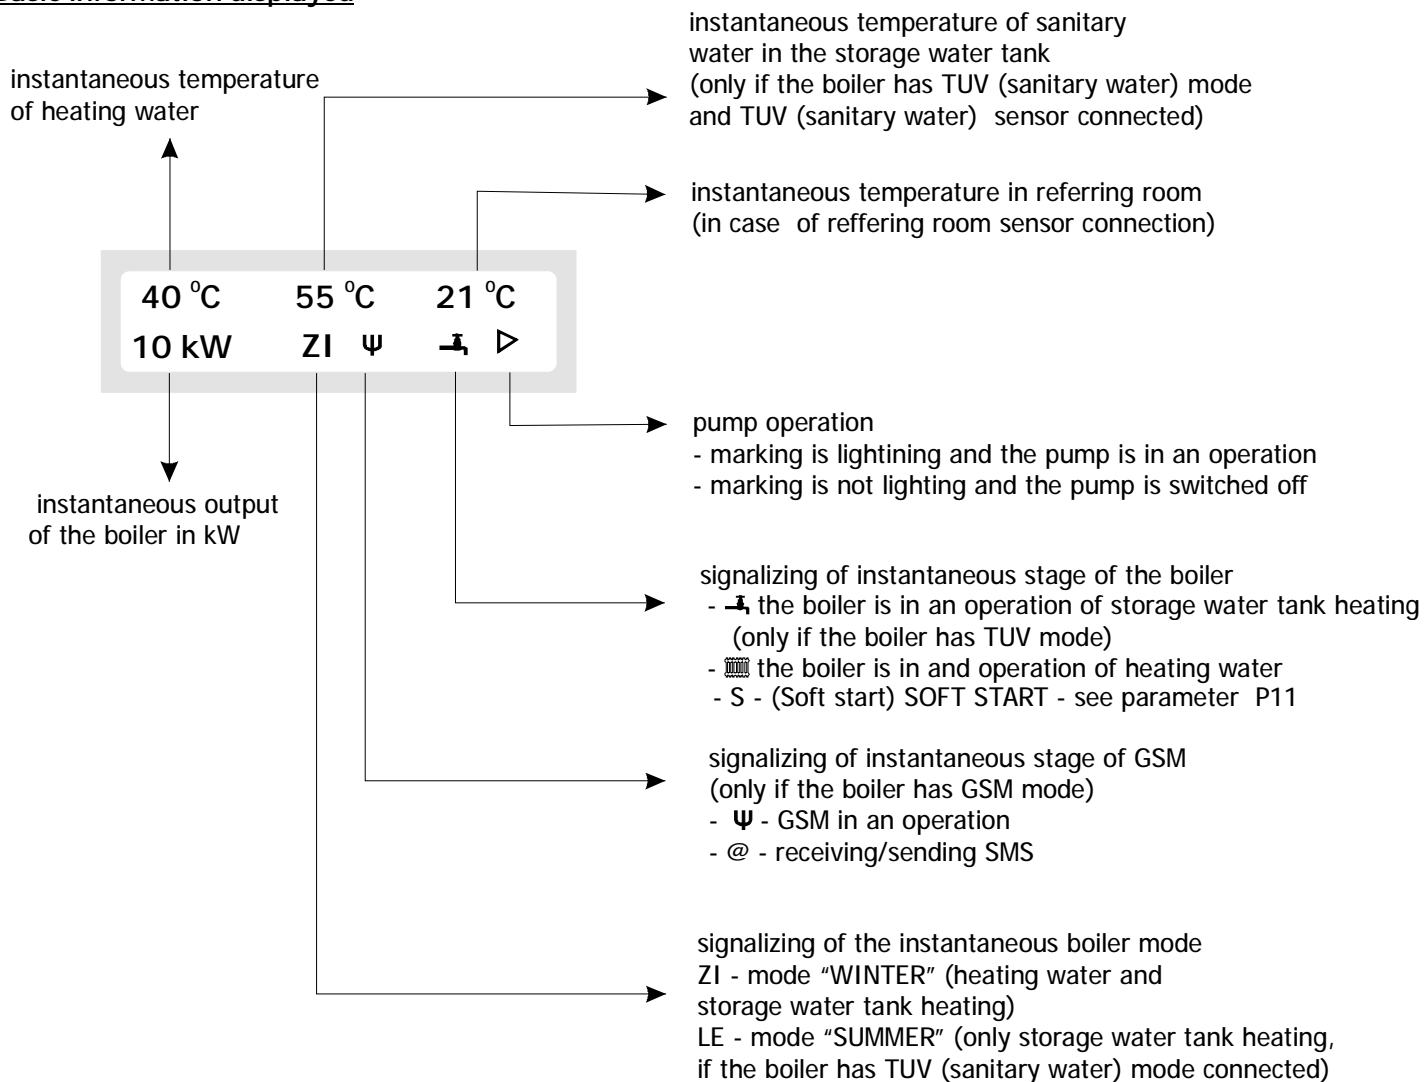 Basic information displayed
instantaneous temperature of sanitary
water in the storage water tank
(only if the boiler has TUV (sanitary water) mode
and TUV (sanitary water) sensor connected)
instantaneous temperature
of heating water
instantaneous temperature in referring room
(in case of reffering room sensor connection)
40 °C 55 °C 21 °C
10 kW ZI Ψ
pump operation
- marking is lightining and the pump is in an operation
- marking is not lighting and the pump is switched off
instantaneous output
of the boiler in kW
signalizing of instantaneous stage of the boiler
- the boiler is in an operation of storage water tank heating
(only if the boiler has TUV mode)
- the boiler is in and operation of heating water
- S - (Soft start) SOFT START - see parameter P11
signalizing of instantaneous stage of GSM
(only if the boiler has GSM mode)
- Ψ - GSM in an operation
- @ - receiving/sending SMS
signalizing of the instantaneous boiler mode
ZI - mode “WINTER” (heating water and
storage water tank heating)
LE - mode “SUMMER” (only storage water tank heating,
if the boiler has TUV (sanitary water) mode connected)